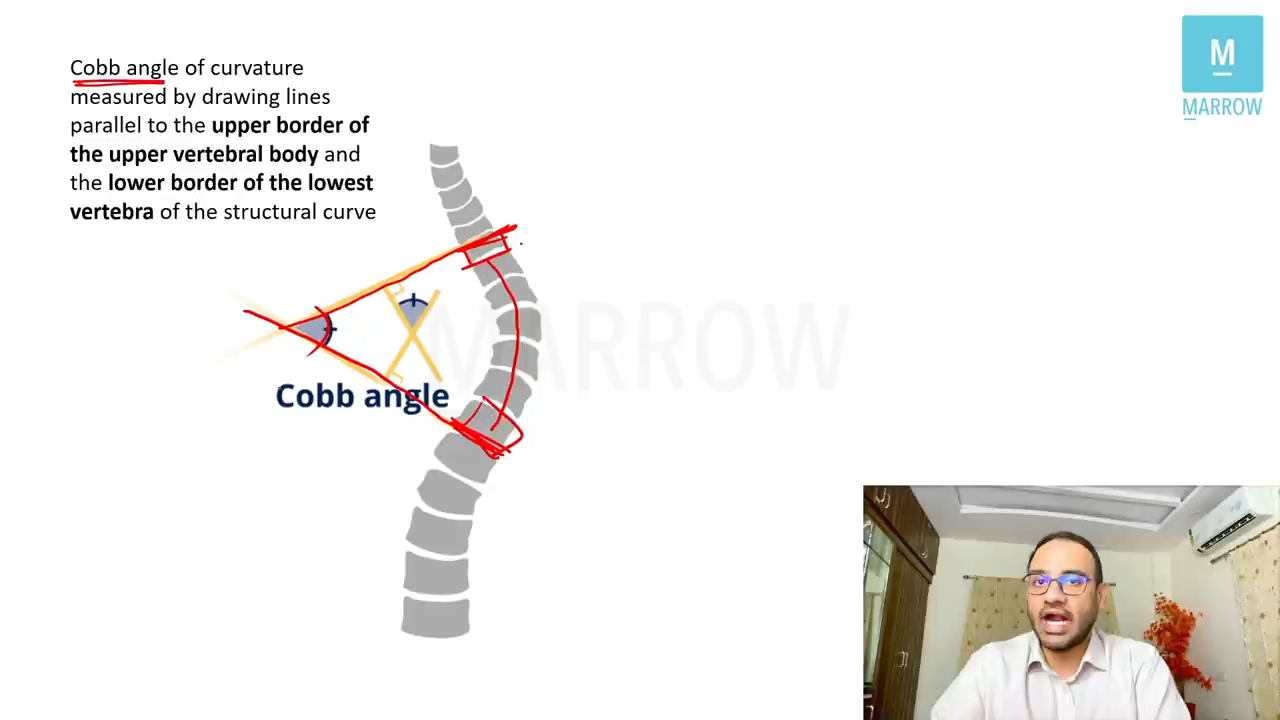 Cobb angle of curvature
measured by drawing lines
parallel to the upper border of
the upper vertebral body and
the lower border of the lowest
vertebra of the structural curve
Cobb angle
M
MARROW
MARROW